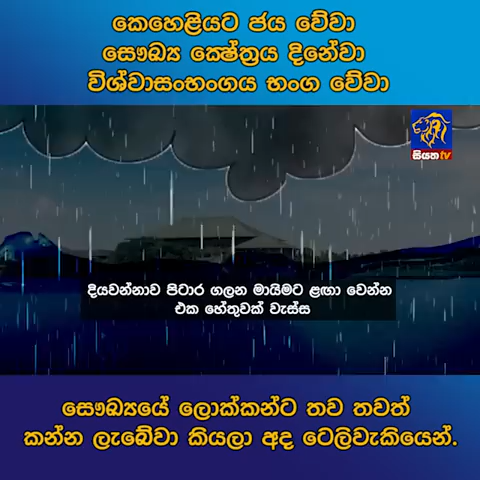 කෙහෙළියට ජය වේවා
සෞඛ්‍ය ක්‍ෂේත්‍රය දිනේවා
විශ්වාසභංගය භංග වේවා
සියත tv
දියවන්නාව පිටාර ගලන මායිමට ළඟා වෙන්න
එක හේතුවක් වැස්ස
සෞඛ්‍යයේ ලොක්කන්ට තව තවත්
කන්න ලැබේවා කියලා අද ටෙලිවැකියෙන්.